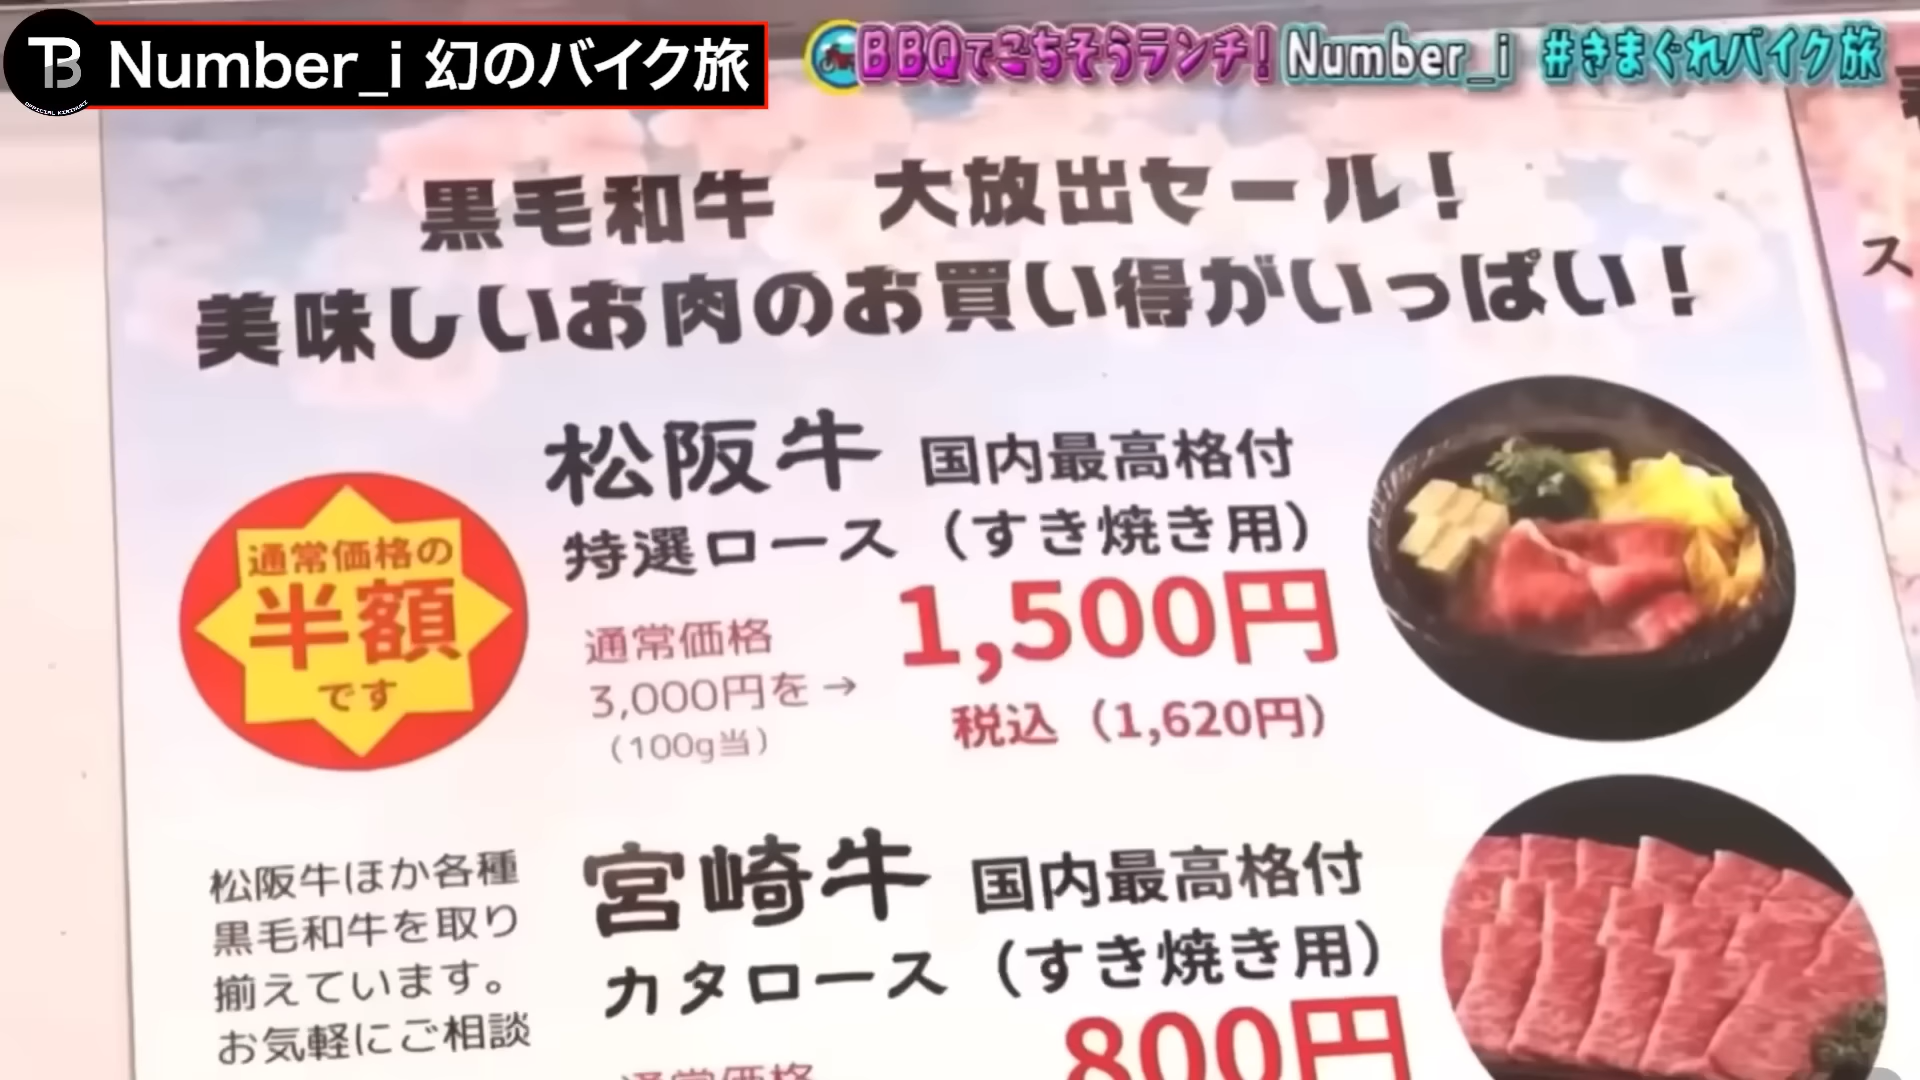 TB
OFFICIAL KIRINUKI
Number_i 幻のバイク旅
BBQでごちそうランチ! Number_i #きまぐれバイク旅
黒毛和牛 大放出セール!
美味しいお肉のお買い得がいっぱい!
松阪牛 国内最高格付
特選ロース（すき焼き用）
通常価格の
半額
です
通常価格
3,000円を→
（100g当）
1,500円
税込（1,620円）
松阪牛ほか各種
黒毛和牛を取り
揃えています。
お気軽にご相談
宮崎牛 国内最高格付
カタロース（すき焼き用）
800円
通常価格
ス